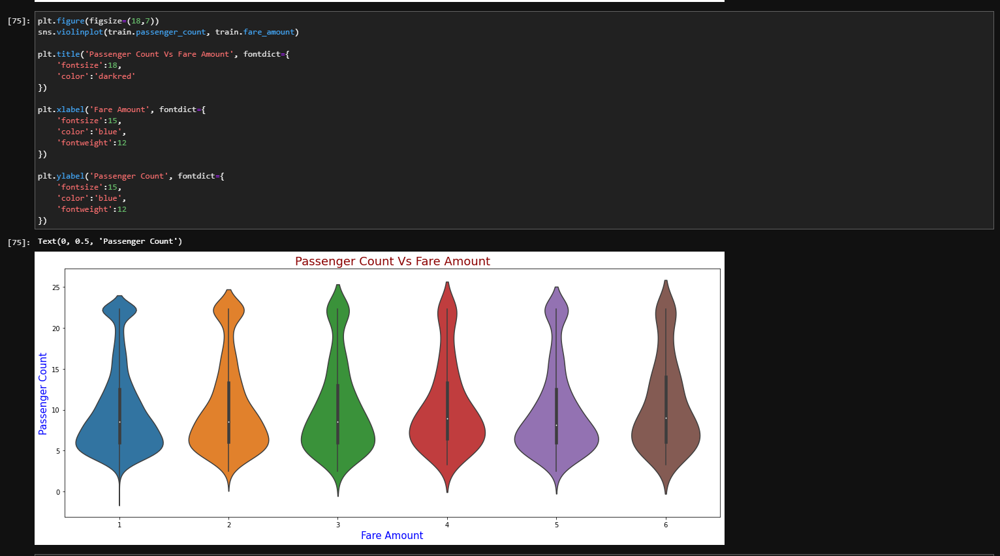 [75]: plt.figure(figsize=(18,7))
sns.violinplot(train.passenger_count, train.fare_amount)
plt.title('Passenger Count Vs Fare Amount', fontdict={
'fontsize':18,
'color':'darkred'
})
plt.xlabel('Fare Amount', fontdict={
'fontsize':15,
'color':'blue',
'fontweight':12
})
plt.ylabel('Passenger Count', fontdict={
'fontsize':15,
'color':'blue',
'fontweight':12
})
[75]: Text(0, 0.5, 'Passenger Count')
Passenger Count Vs Fare Amount
25
20
15
10
5
0
Passenger Count
1 2 3 4 5 6
Fare Amount